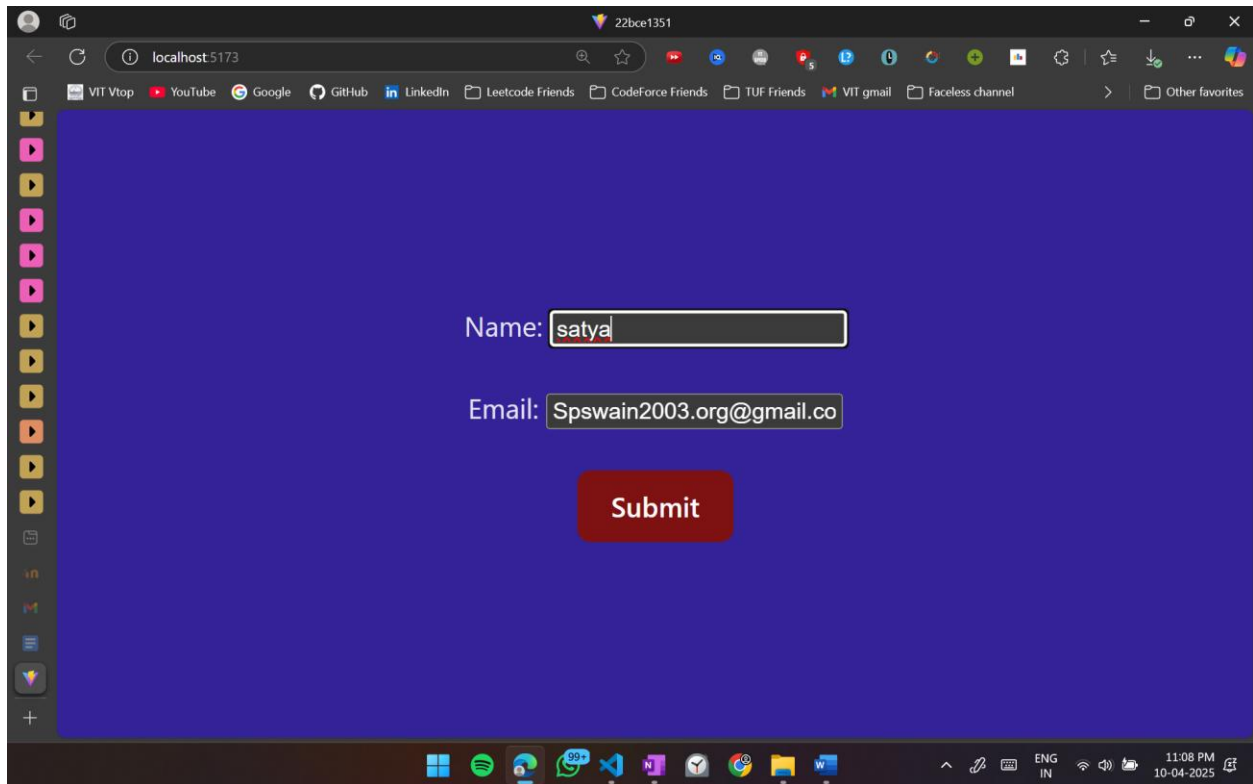 22bce1351
localhost:5173
5
VIT Vtop YouTube Google GitHub LinkedIn Leetcode Friends CodeForce Friends TUF Friends VIT gmail Faceless channel Other favorites
Name: satya
Email: Spswain2003.org@gmail.co
Submit
99+
ENG
IN
11:08 PM
10-04-2025